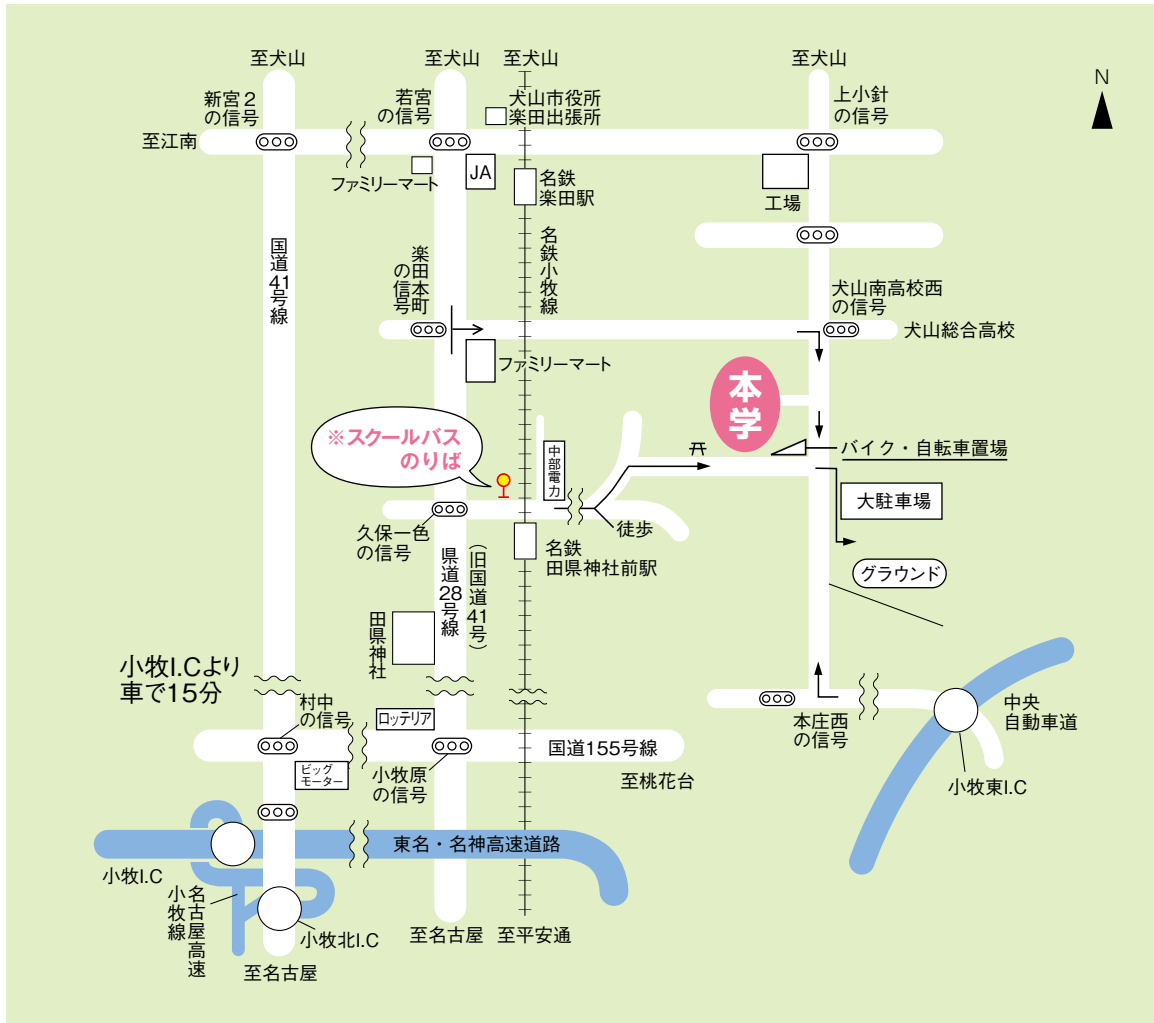 至犬山
至犬山
至犬山
至犬山
N
新宮2
の信号
若宮
の信号
犬山市役所
楽田出張所
上小針
の信号
至江南
ファミリーマート
JA
名鉄
楽田駅
工場
国道41号線
楽田本町
の信号
名鉄小牧線
犬山南高校西
の信号
犬山総合高校
ファミリーマート
本学
※スクールバス
のりば
中部電力
バイク・自転車置場
大駐車場
久保一色
の信号
徒歩
名鉄
田県神社前駅
グラウンド
県道28号線
(旧国道41号)
田県神社
小牧I.Cより
車で15分
村中
の信号
ロッテリア
本庄西
の信号
中央
自動車道
国道155号線
ビッグ
モーター
小牧原
の信号
至桃花台
小牧東I.C
東名・名神高速道路
小牧I.C
名古屋高速
小牧線
小牧北I.C
至名古屋
至平安通
至名古屋